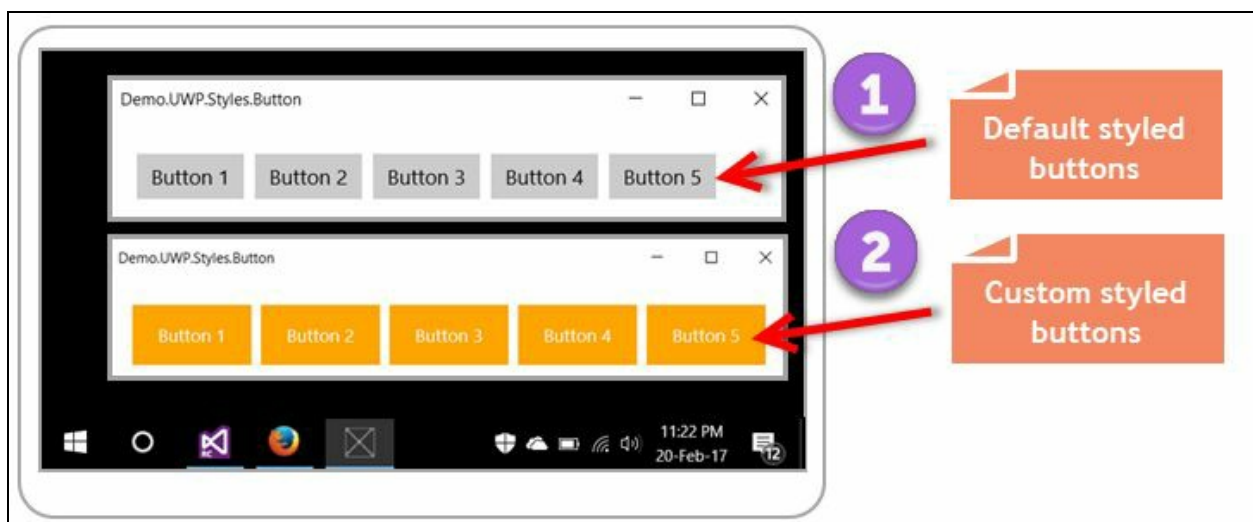 Demo.UWP.Styles.Button
Button 1 Button 2 Button 3 Button 4 Button 5
1
Default styled
buttons
Demo.UWP.Styles.Button
Button 1 Button 2 Button 3 Button 4 Button 5
2
Custom styled
buttons
11:22 PM
20-Feb-17
12